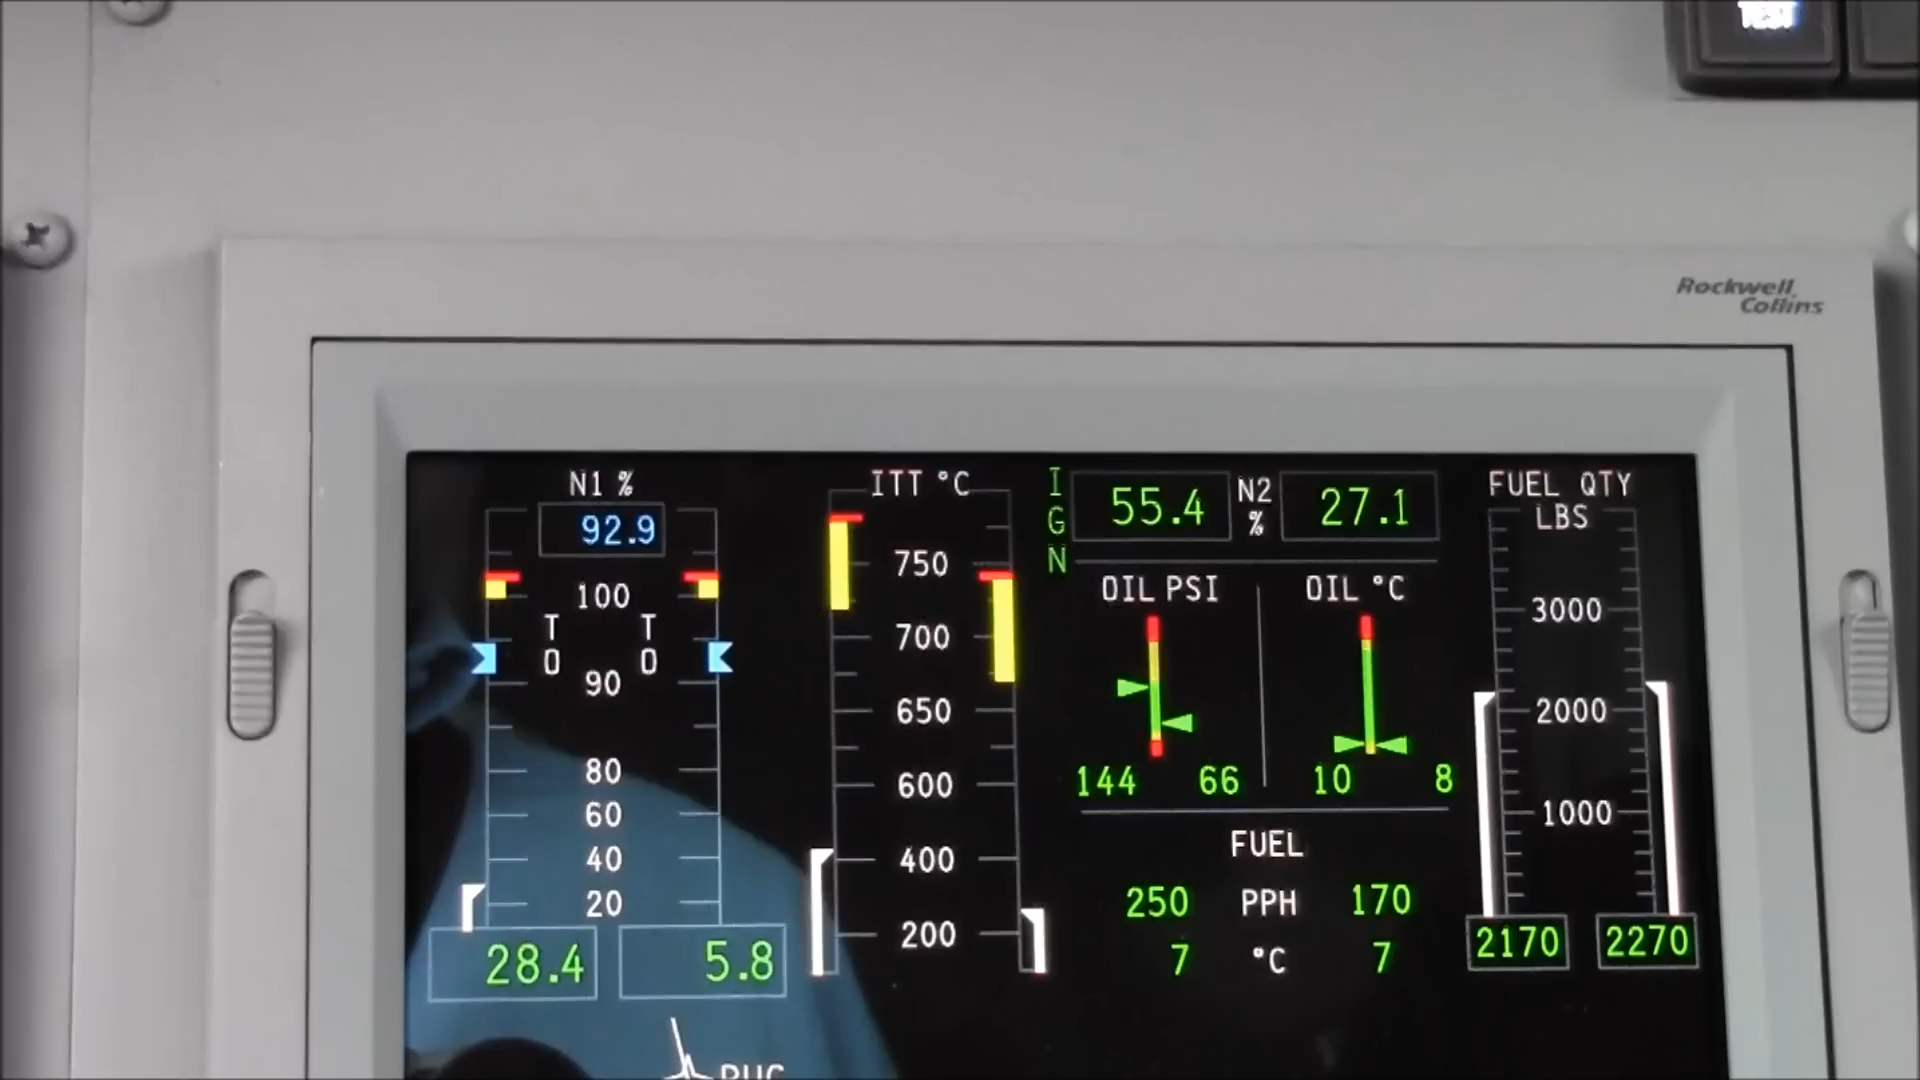 TEST
Rockwell
Collins
N1 %
92.9
100
T O
T O
90
80
60
40
20
28.4
5.8
ITT °C
750
700
650
600
400
200
IGN
55.4
N2 %
27.1
OIL PSI
OIL °C
144
66
10
8
FUEL
250 PPH 170
7 °C 7
FUEL QTY
LBS
3000
2000
1000
2170
2270